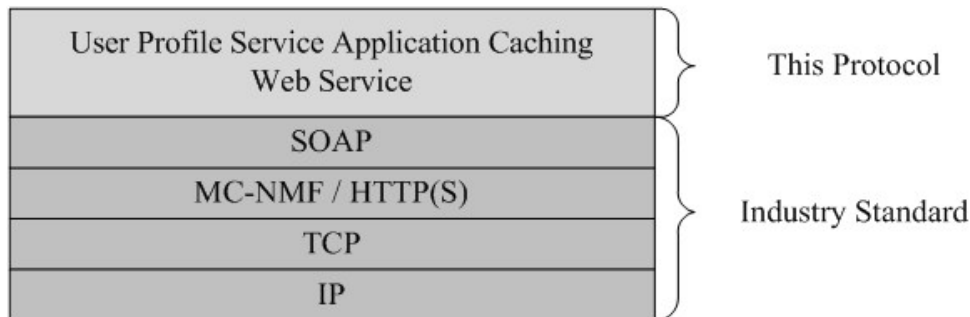 User Profile Service Application Caching
Web Service
This Protocol
SOAP
MC-NMF / HTTP(S)
TCP
IP
Industry Standard